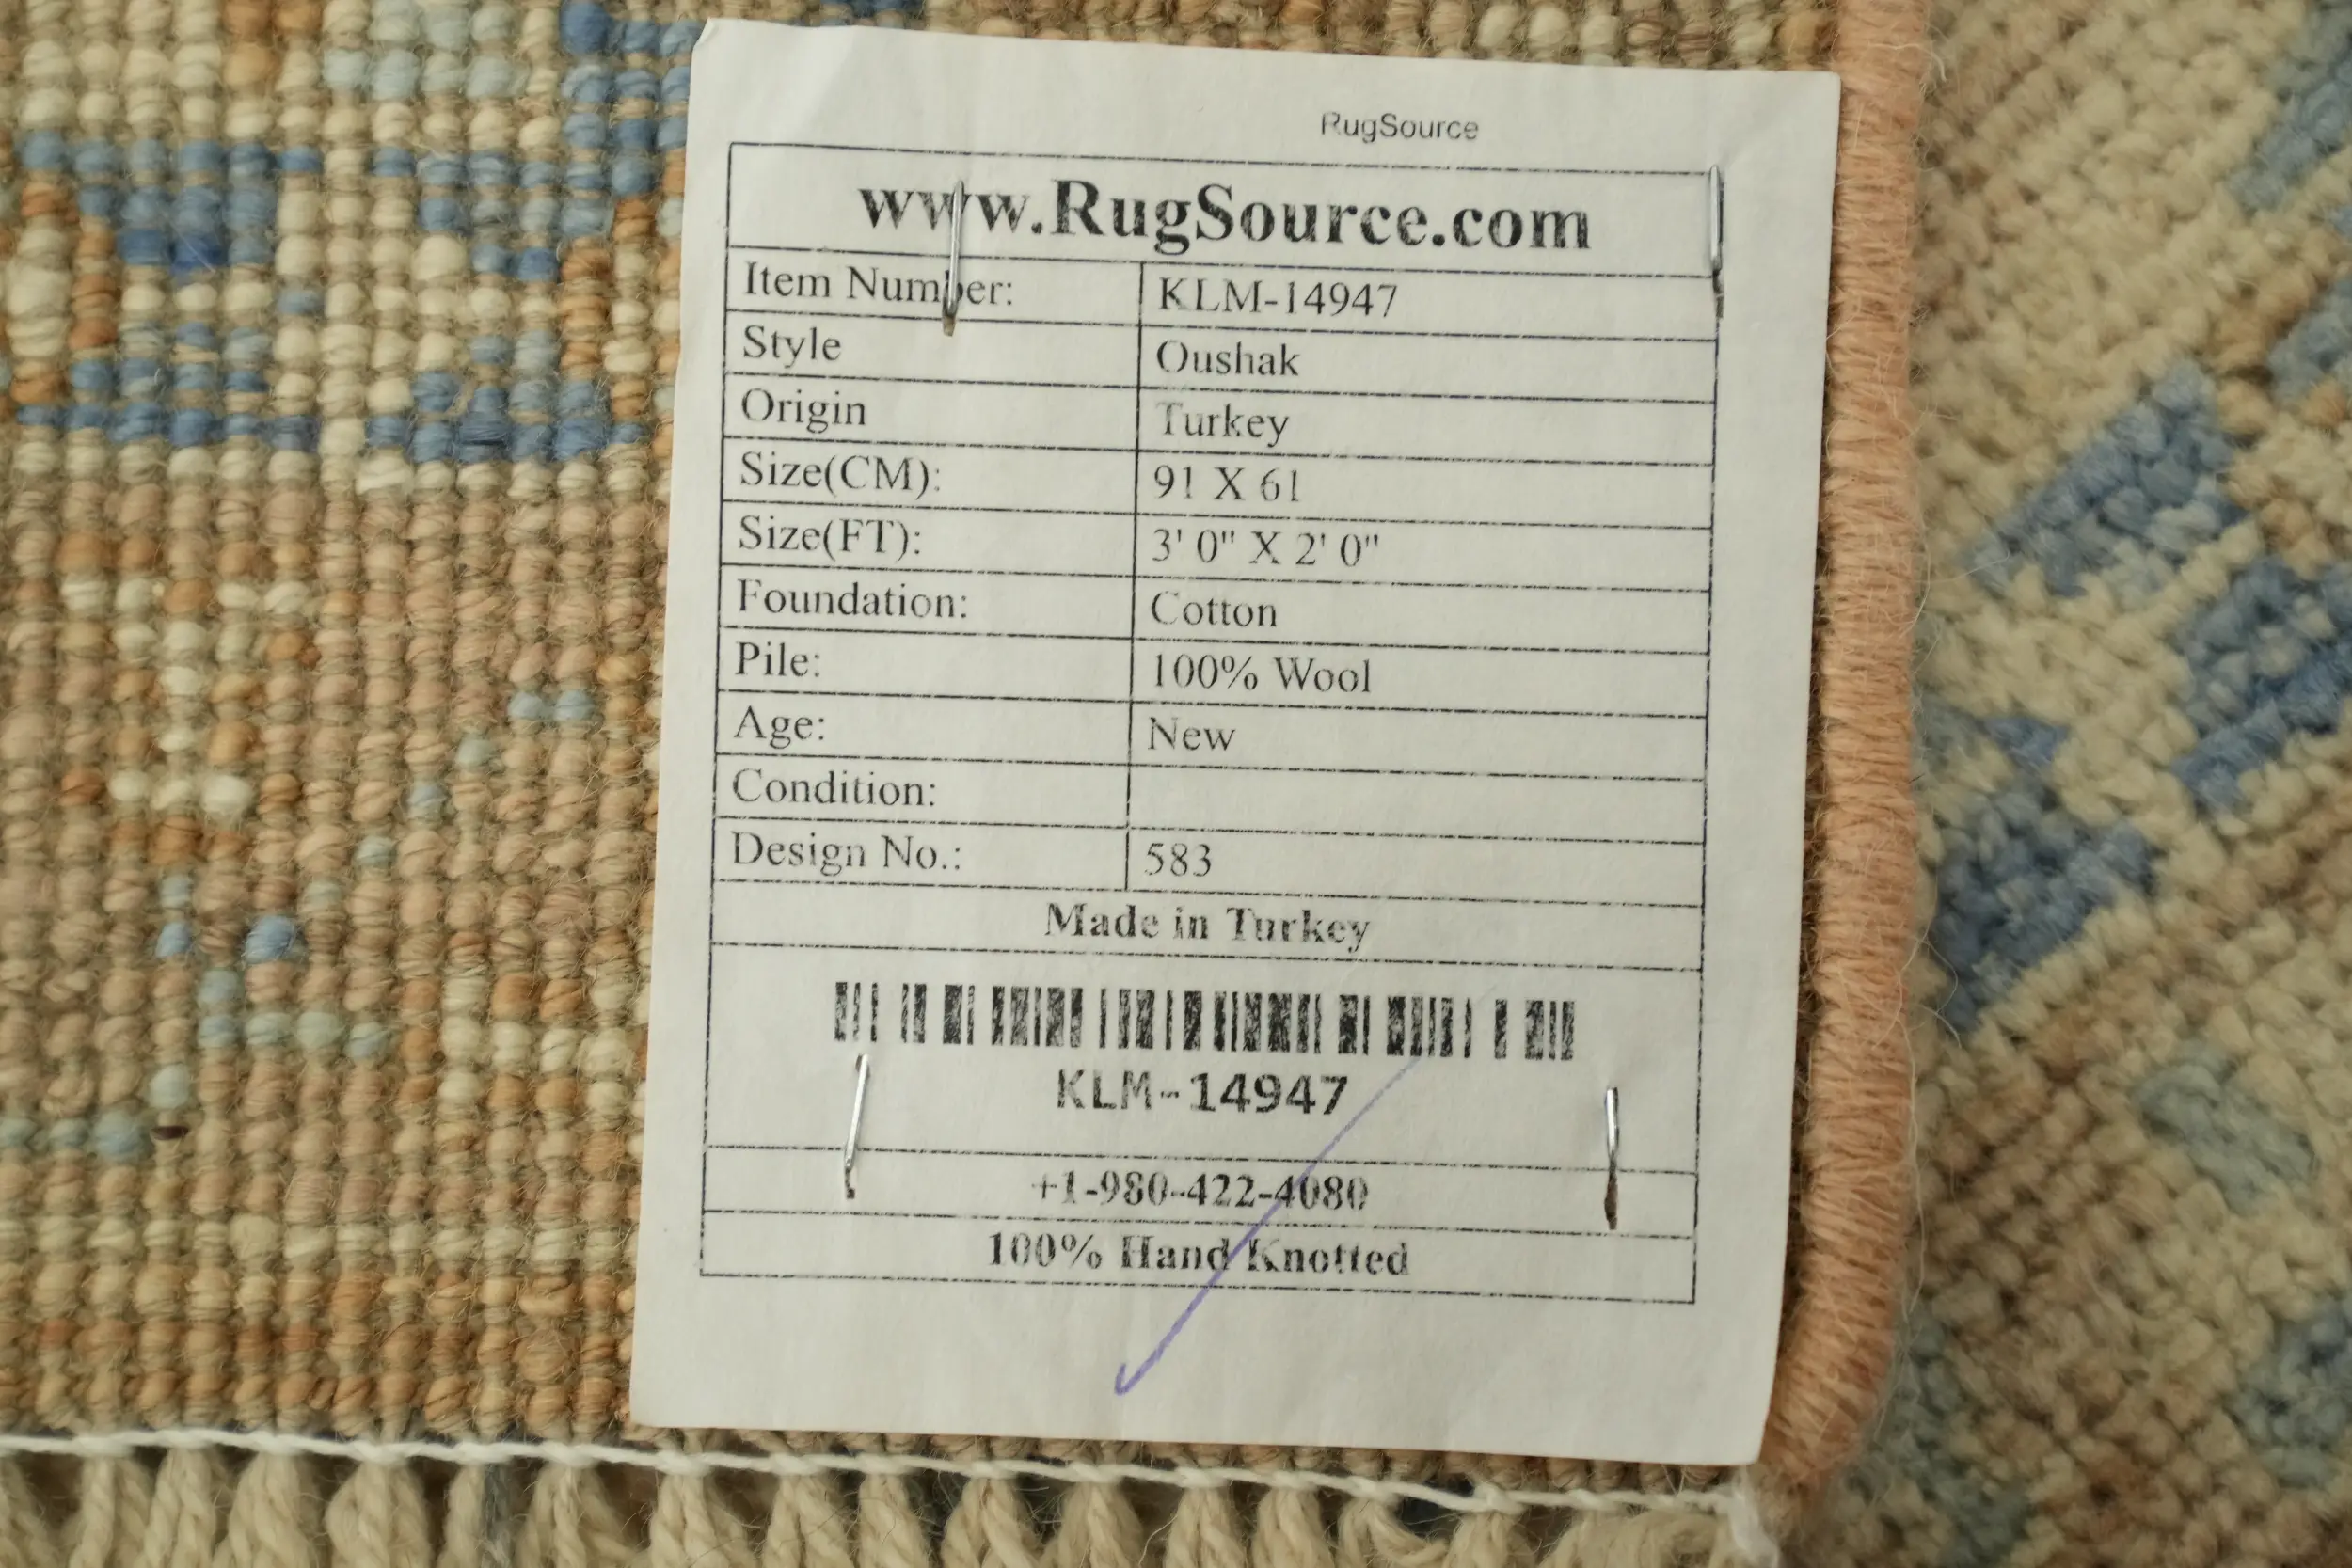 RugSource
www.RugSource.com
Item Number: KLM-14947
Style Oushak
Origin Turkey
Size(CM): 91 X 61
Size(FT): 3' 0" X 2' 0"
Foundation: Cotton
Pile: 100% Wool
Age: New
Condition:
Design No.: 583
Made in Turkey
KLM-14947
+1-980-422-4080
100% Hand Knotted